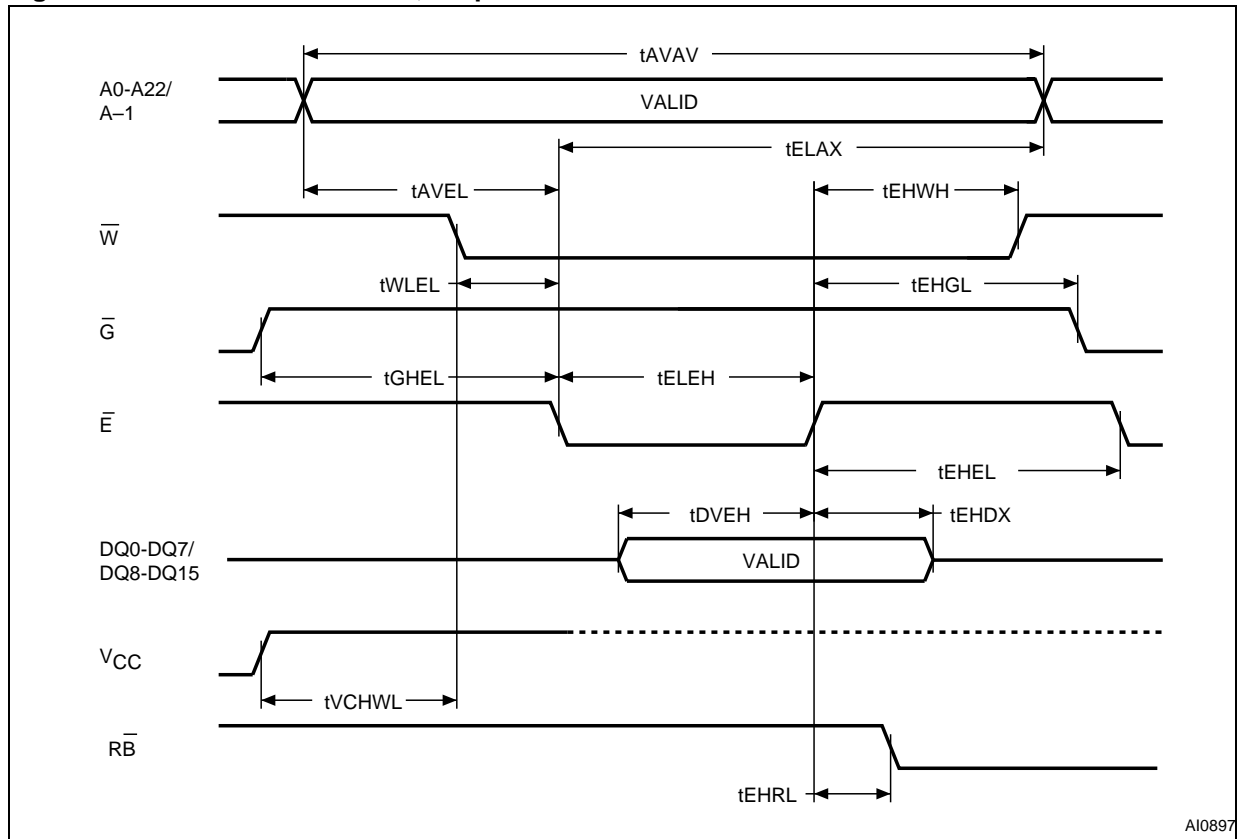 tAVAV
A0-A22/
A–1
VALID
tELAX
tAVEL
tEHWH
W̅
tWLEL
tEHGL
G̅
tGHEL
tELEH
E̅
tEHEL
tDVEH
tEHDX
DQ0-DQ7/
DQ8-DQ15
VALID
VCC
tVCHWL
RB̅
tEHRL
AI0897